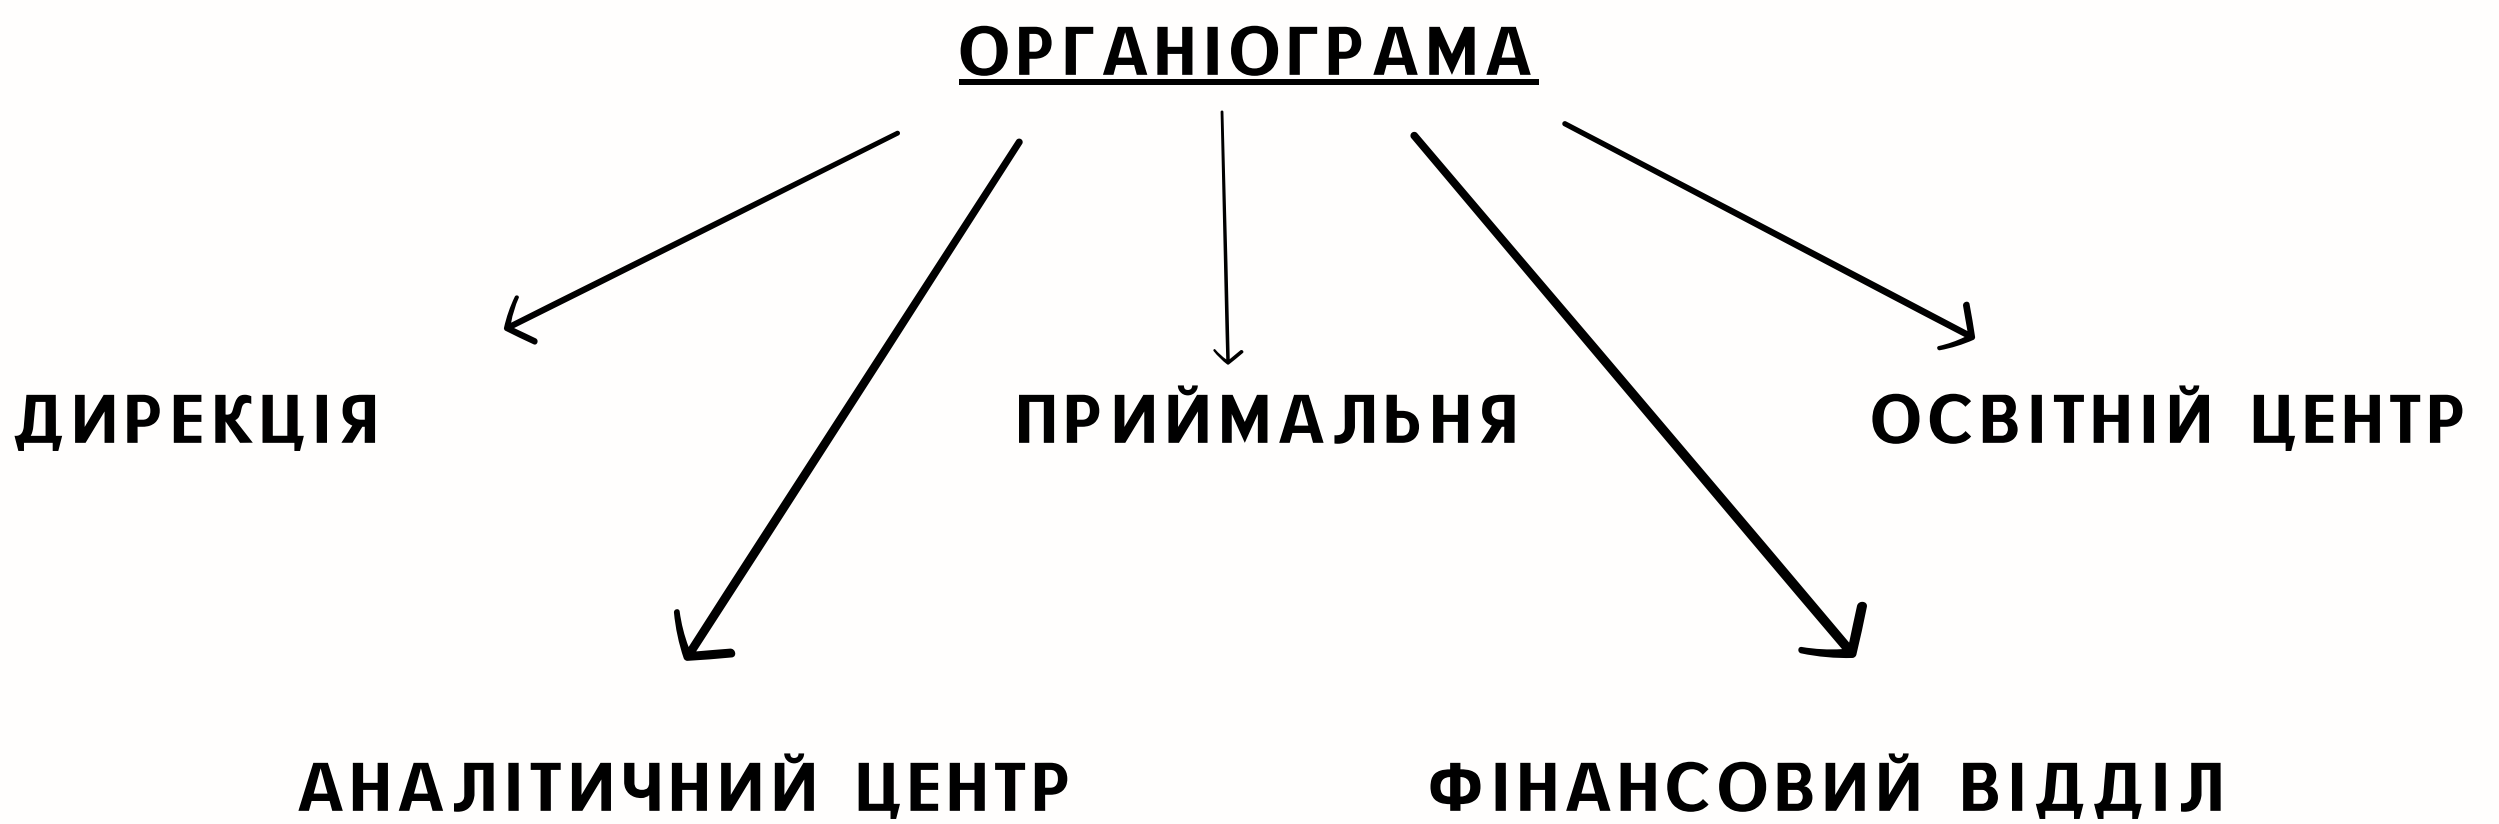 ОРГАНІОГРАМА
ДИРЕКЦІЯ
ПРИЙМАЛЬНЯ
ОСВІТНІЙ ЦЕНТР
АНАЛІТИЧНИЙ ЦЕНТР
ФІНАНСОВИЙ ВІДДІЛ